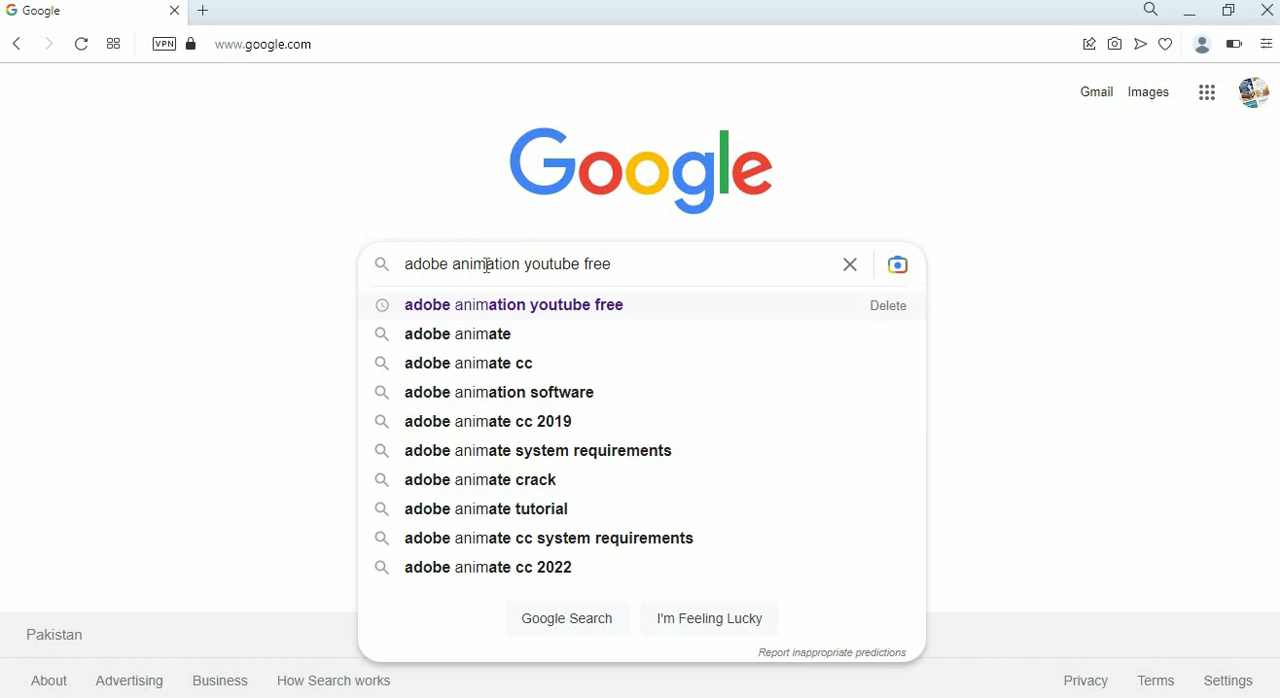 Google
VPN
www.google.com
Gmail Images
Google
adobe animation youtube free
adobe animation youtube free Delete
adobe animate
adobe animate cc
adobe animation software
adobe animate cc 2019
adobe animate system requirements
adobe animate crack
adobe animate tutorial
adobe animate cc system requirements
adobe animate cc 2022
Google Search I'm Feeling Lucky
Report inappropriate predictions
Pakistan
About Advertising Business How Search works Privacy Terms Settings